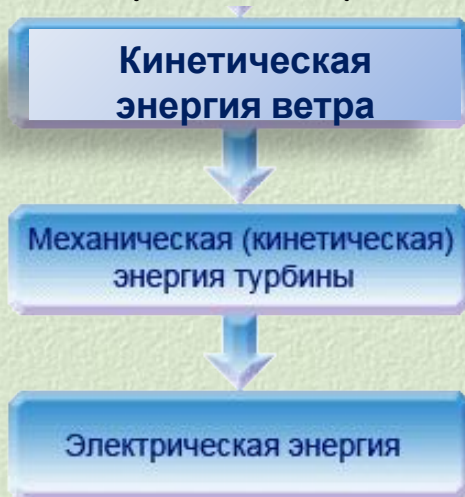 Кинетическая
энергия ветра
Механическая (кинетическая)
энергия турбины
Электрическая энергия